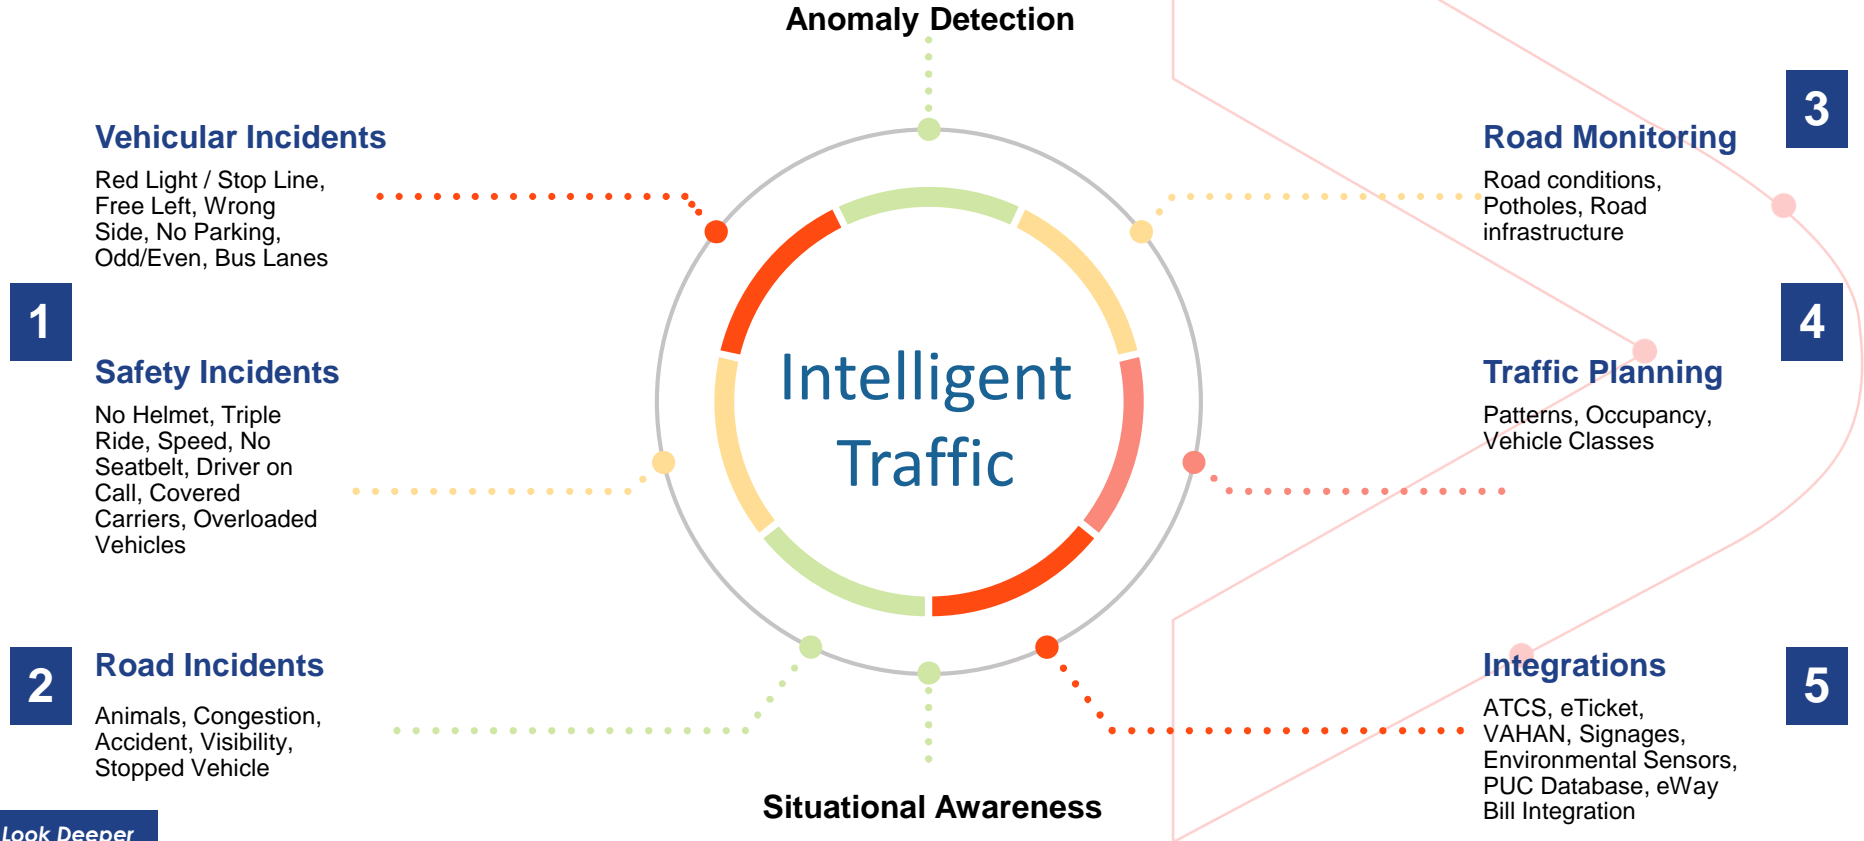 Anomaly Detection
Vehicular Incidents
Red Light / Stop Line,
Free Left, Wrong
Side, No Parking,
Odd/Even, Bus Lanes
1
Safety Incidents
No Helmet, Triple
Ride, Speed, No
Seatbelt, Driver on
Call, Covered
Carriers, Overloaded
Vehicles
2
Road Incidents
Animals, Congestion,
Accident, Visibility,
Stopped Vehicle
Look Deeper
Intelligent
Traffic
Situational Awareness
3
Road Monitoring
Road conditions,
Potholes, Road
infrastructure
4
Traffic Planning
Patterns, Occupancy,
Vehicle Classes
5
Integrations
ATCS, eTicket,
VAHAN, Signages,
Environmental Sensors,
PUC Database, eWay
Bill Integration